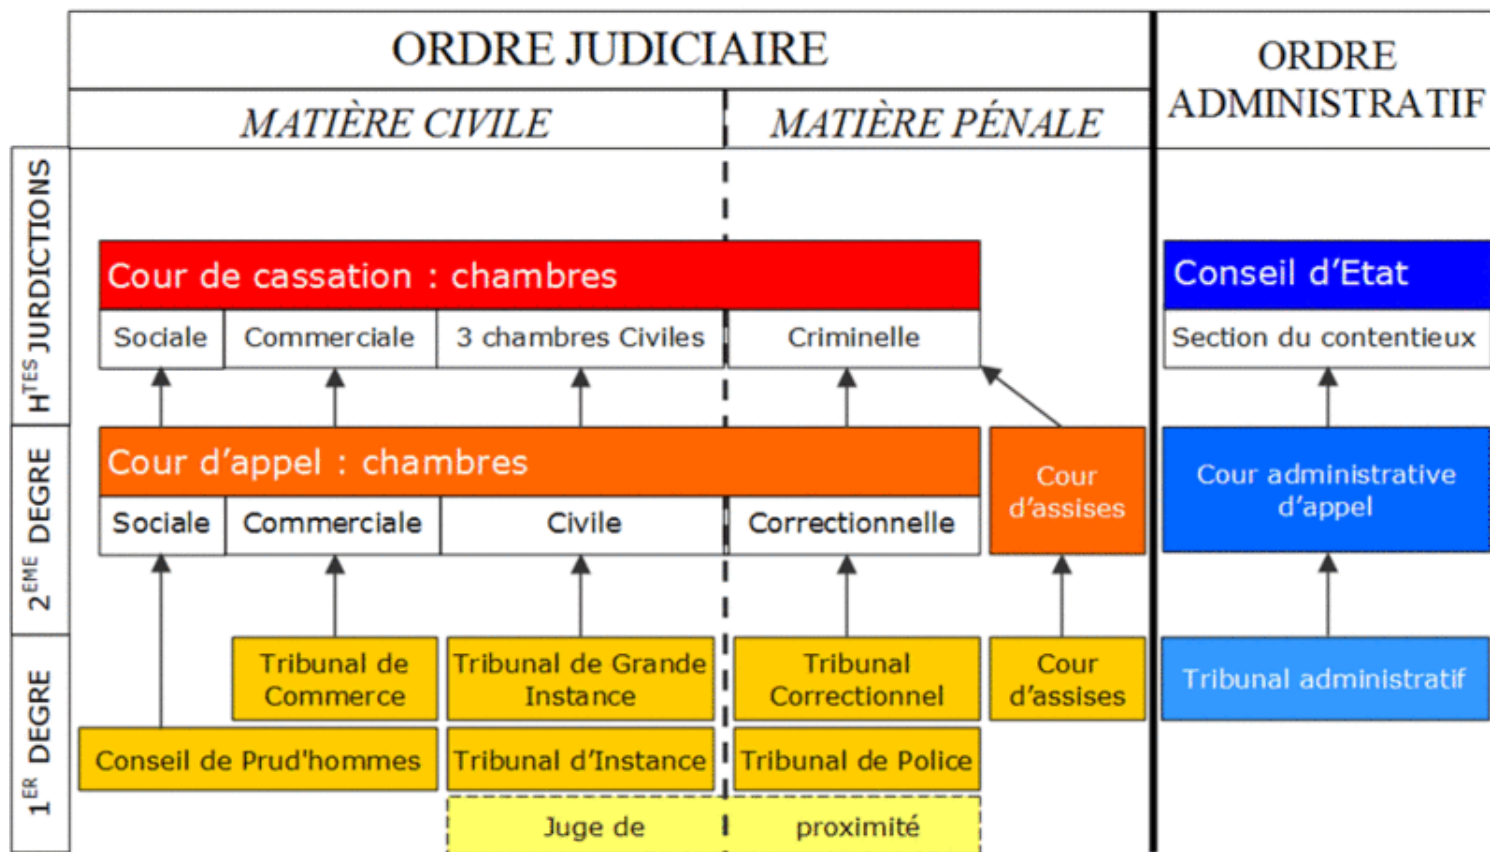 ORDRE JUDICIAIRE
ORDRE
ADMINISTRATIF
MATIÈRE CIVILE
MATIÈRE PÉNALE
HTES JURDICTIONS
Cour de cassation : chambres
Sociale
Commerciale
3 chambres Civiles
Criminelle
Conseil d'Etat
Section du contentieux
2EME DEGRE
Cour d'appel : chambres
Sociale
Commerciale
Civile
Correctionnelle
Cour
d'assises
Cour administrative
d'appel
1ER DEGRE
Tribunal de
Commerce
Tribunal de Grande
Instance
Tribunal
Correctionnel
Cour
d'assises
Tribunal administratif
Conseil de Prud'hommes
Tribunal d'Instance
Tribunal de Police
Juge de proximité